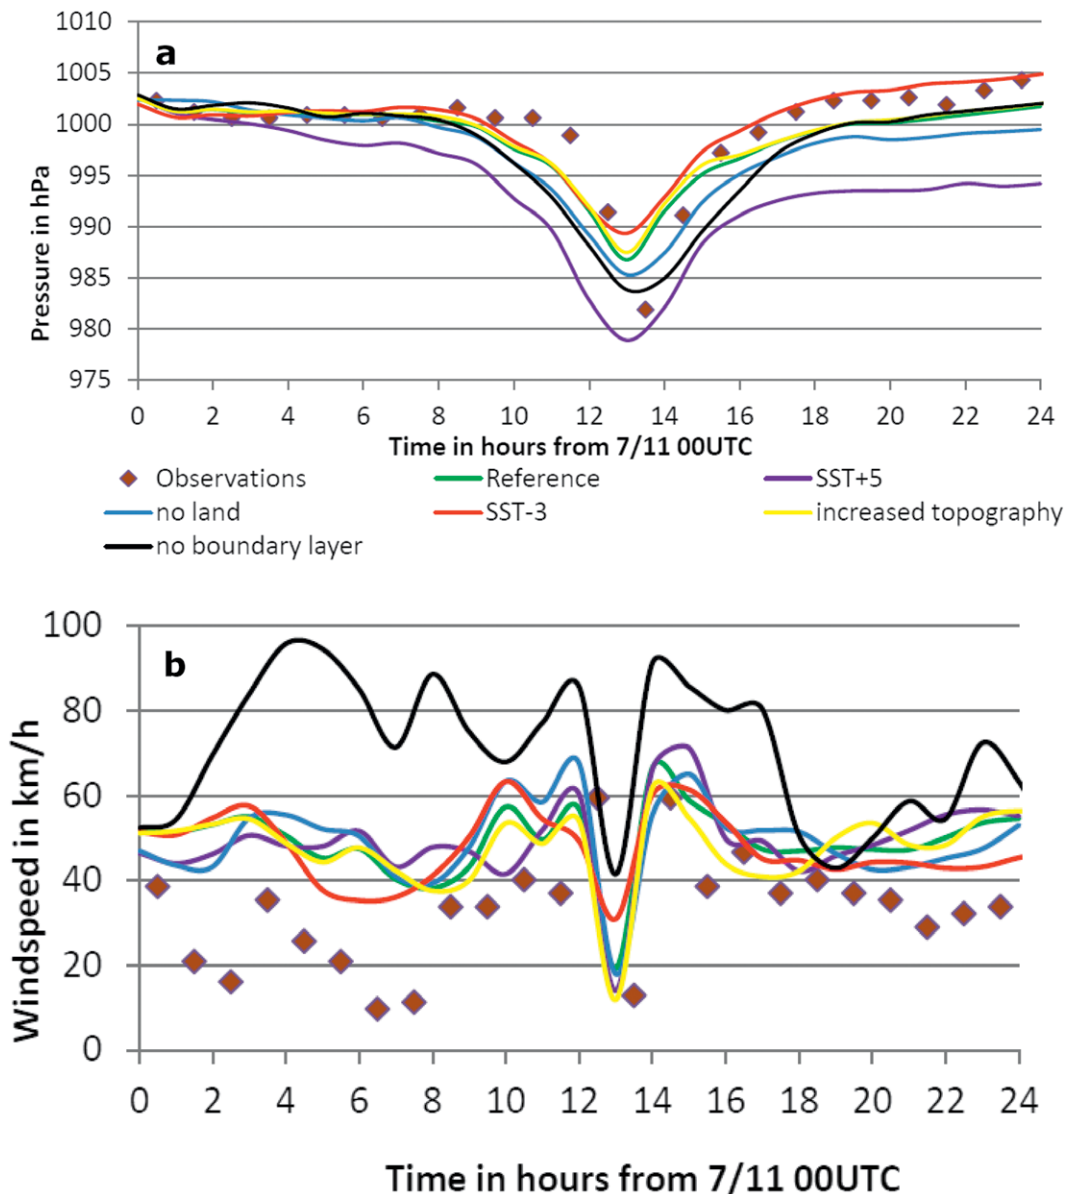 1010
a
1005
1000
995
990
985
980
975
Pressure in hPa
0 2 4 6 8 10 12 14 16 18 20 22 24
Time in hours from 7/11 00UTC
Observations Reference SST+5
no land SST-3 increased topography
no boundary layer
100
b
80
60
40
20
0
Windspeed in km/h
0 2 4 6 8 10 12 14 16 18 20 22 24
Time in hours from 7/11 00UTC